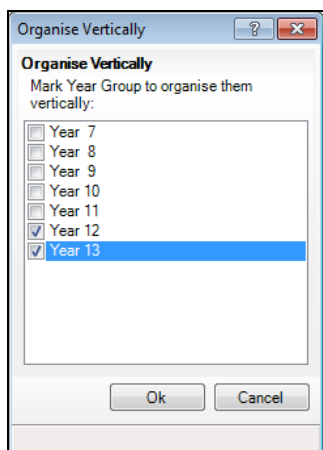 Organise Vertically
Organise Vertically
Mark Year Group to organise them
vertically:
Year 7
Year 8
Year 9
Year 10
Year 11
Year 12
Year 13
Ok Cancel